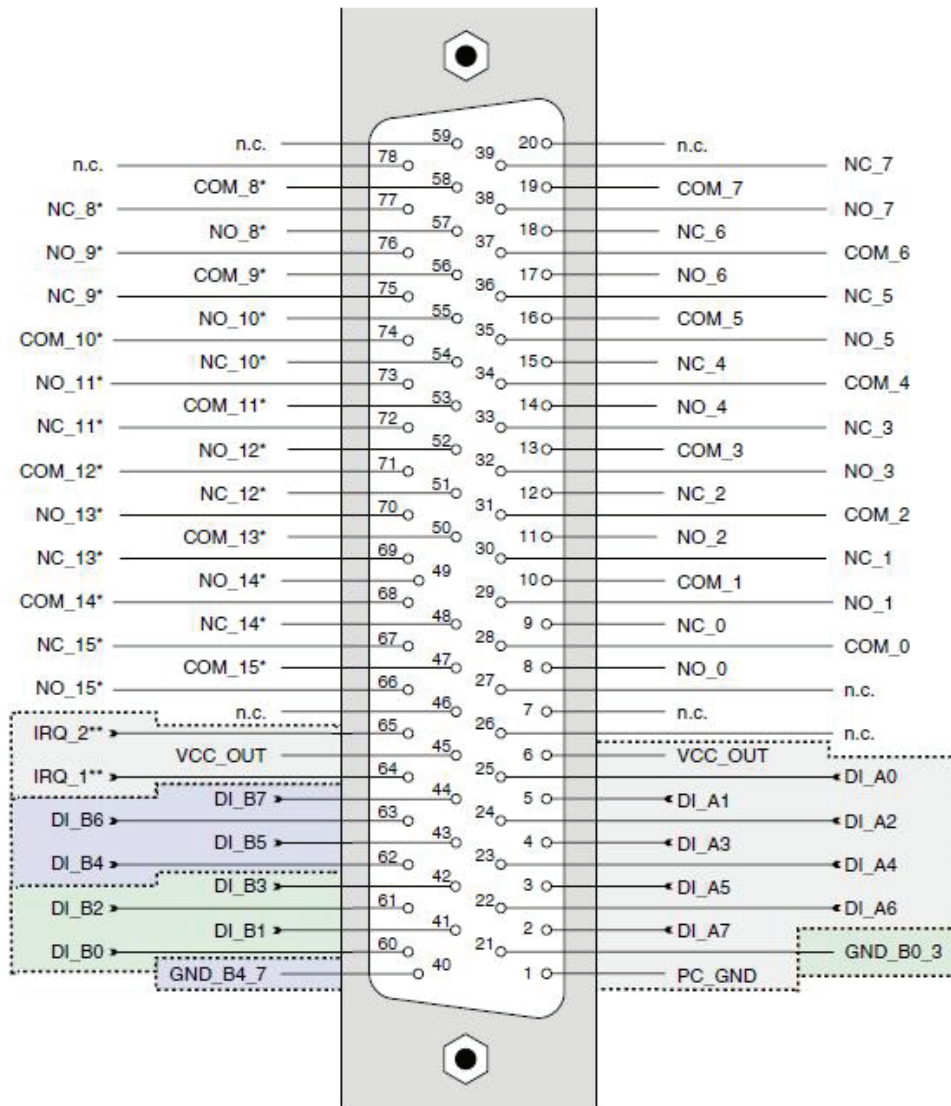 n.c. 59 20 n.c.
n.c. 78 39 NC_7
COM_8* 58 19 COM_7
NC_8* 77 38 NO_7
NO_8* 57 18 NC_6
NO_9* 76 37 COM_6
COM_9* 56 17 NO_6
NC_9* 75 36 NC_5
NO_10* 55 16 COM_5
COM_10* 74 35 NO_5
NC_10* 54 15 NC_4
NO_11* 73 34 COM_4
COM_11* 53 14 NO_4
NC_11* 72 33 NC_3
NO_12* 52 13 COM_3
COM_12* 71 32 NO_3
NC_12* 51 12 NC_2
NO_13* 70 31 COM_2
COM_13* 50 11 NO_2
NC_13* 69 30 NC_1
NO_14* 49 10 COM_1
COM_14* 68 29 NO_1
NC_14* 48 9 NC_0
NC_15* 67 28 COM_0
COM_15* 47 8 NO_0
NO_15* 66 27 n.c.
n.c. 46 7 n.c.
IRQ_2** 65 26 n.c.
VCC_OUT 45 6 VCC_OUT
IRQ_1** 64 25 DI_A0
DI_B7 44 5 DI_A1
DI_B6 63 24 DI_A2
DI_B5 43 4 DI_A3
DI_B4 62 23 DI_A4
DI_B3 42 3 DI_A5
DI_B2 61 22 DI_A6
DI_B1 41 2 DI_A7
DI_B0 60 21 GND_B0_3
GND_B4_7 40 1 PC_GND